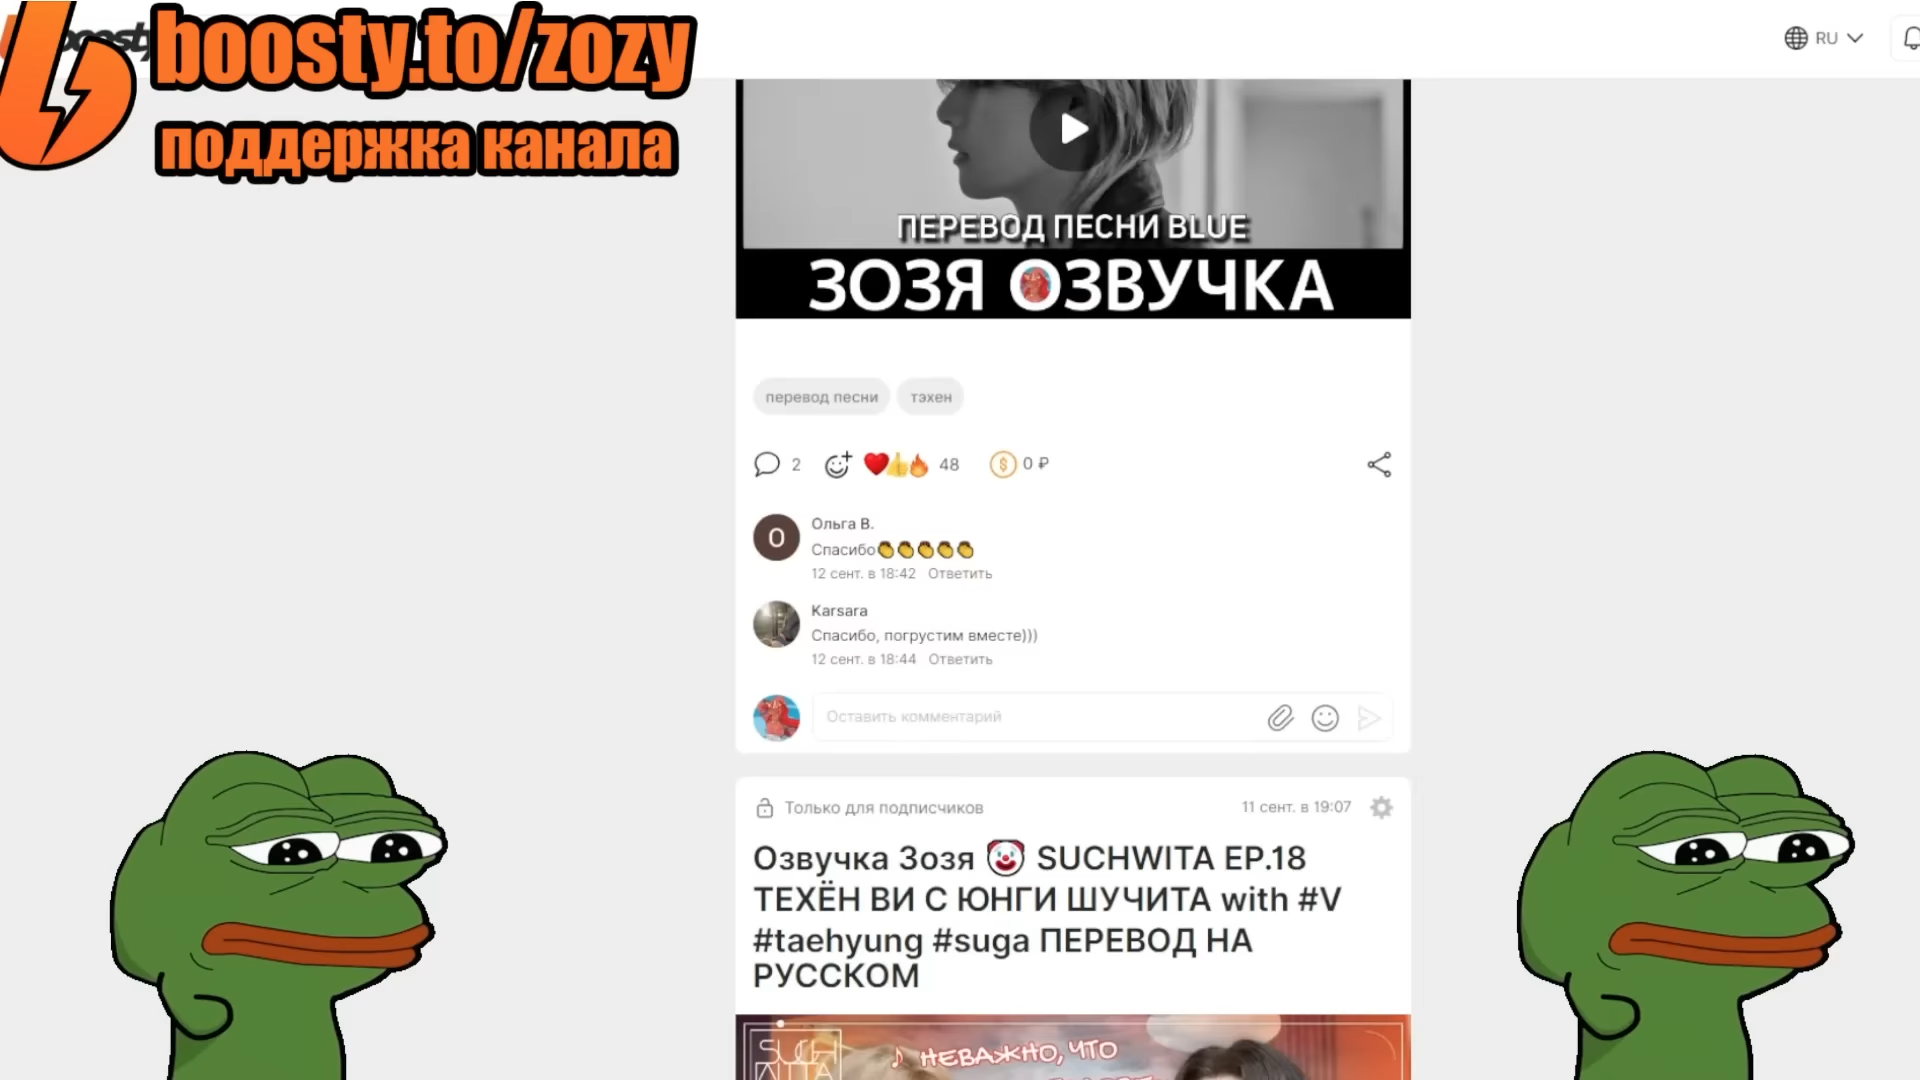 boosty.to/zozy
поддержка канала
RU
ПЕРЕВОД ПЕСНИ BLUE
ЗОЗЯ ОЗВУЧКА
перевод песни тэхен
2 48 0 ₽
О
Ольга В.
Спасибо👏👏👏👏👏
12 сент. в 18:42 Ответить
Karsara
Спасибо, погрустим вместе)))
12 сент. в 18:44 Ответить
Оставить комментарий
Только для подписчиков 11 сент. в 19:07
Озвучка Зозя 🤡 SUCHWITA EP.18
ТЕХЁН ВИ С ЮНГИ ШУЧИТА with #V
#taehyung #suga ПЕРЕВОД НА
РУССКОМ
НЕВАЖНО, ЧТО